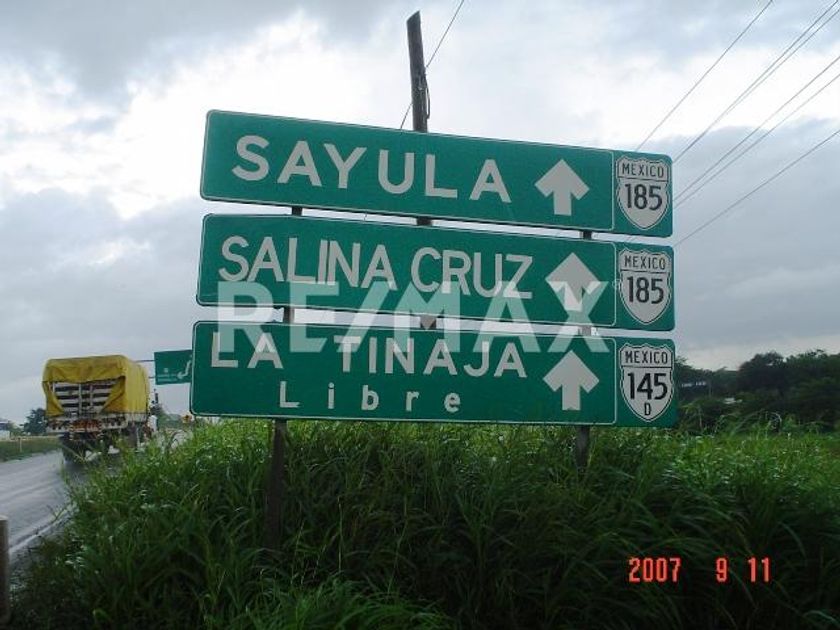 SAYULA MEXICO 185
SALINA CRUZ MEXICO 185
RE/MAX
LA TINAJA MEXICO 145 D
Libre
2007 9 11